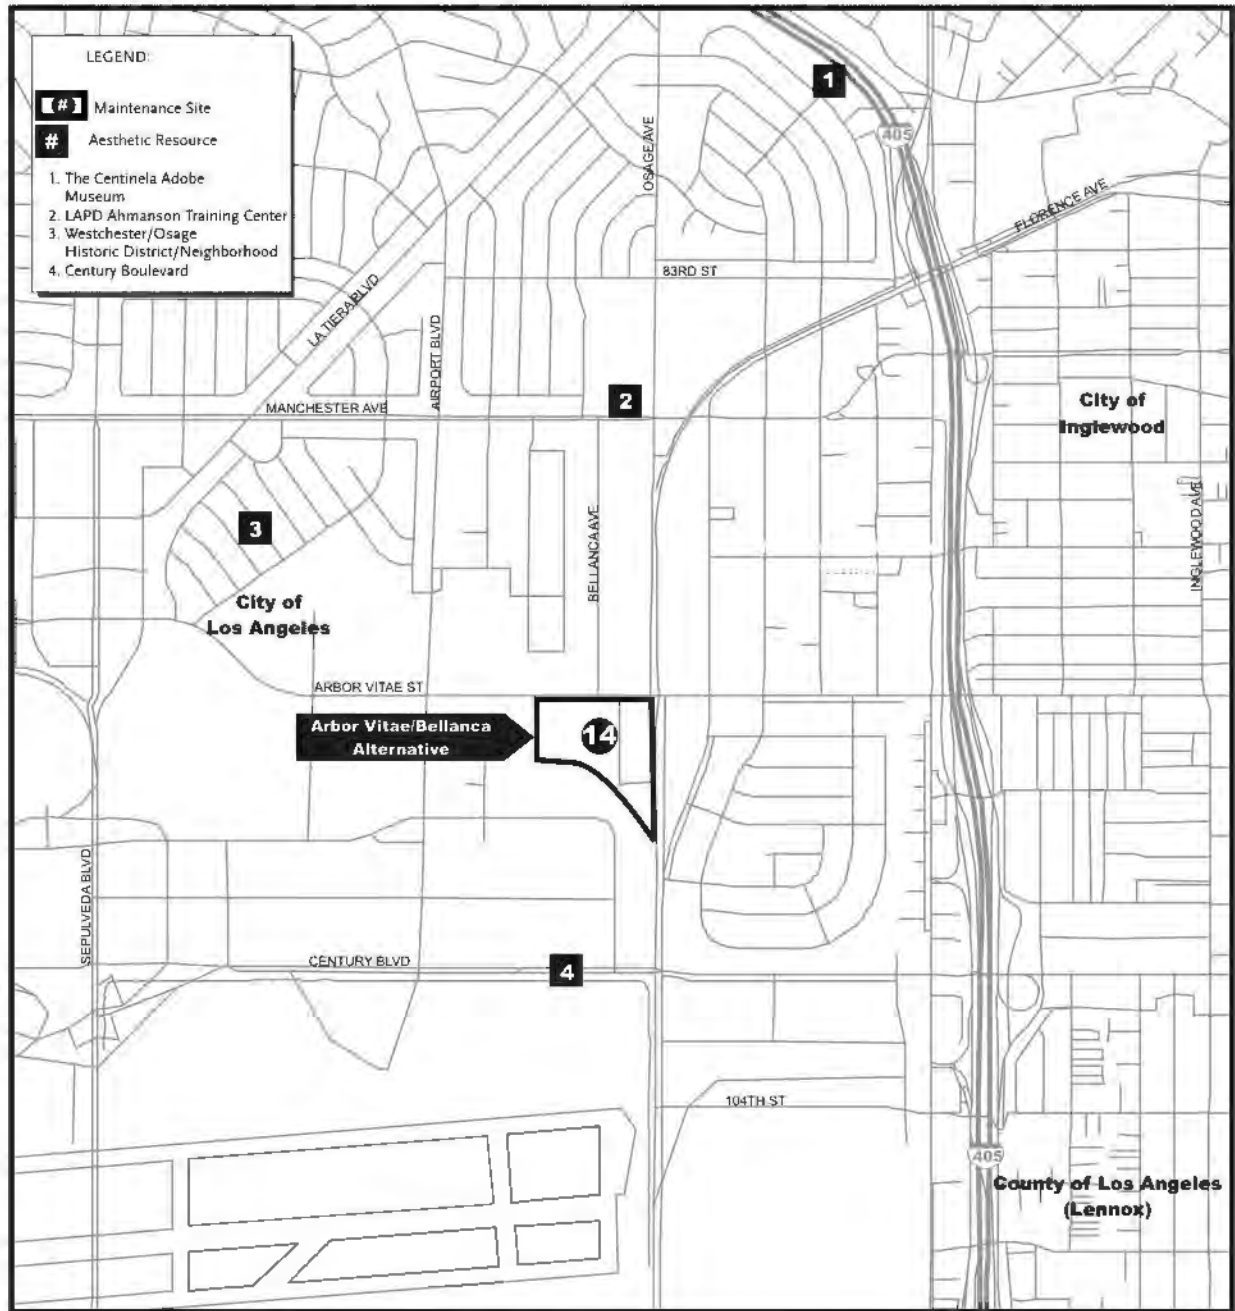 LEGEND:
[#] Maintenance Site
# Aesthetic Resource
1. The Centinela Adobe
Museum
2. LAPD Ahmanson Training Center
3. Westchester/Osage
Historic District/Neighborhood
4. Century Boulevard
1
405
OSAGE AVE
FLORENCE AVE
83RD ST
LA TIERA BLVD
AIRPORT BLVD
MANCHESTER AVE
2
City of
Inglewood
3
BELLANCA AVE
INGLEWOOD AVE
City of
Los Angeles
ARBOR VITAE ST
Arbor Vitae/Bellanca
Alternative
14
SEPULVEDA BLVD
CENTURY BLVD
4
104TH ST
405
County of Los Angeles
(Lennox)